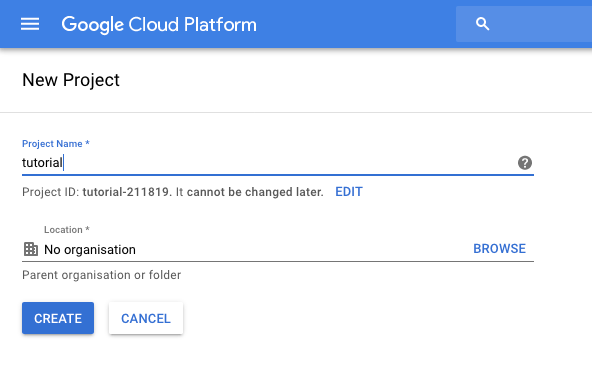 Google Cloud Platform
New Project
Project Name *
tutorial
Project ID: tutorial-211819. It cannot be changed later. EDIT
Location *
No organisation BROWSE
Parent organisation or folder
CREATE CANCEL